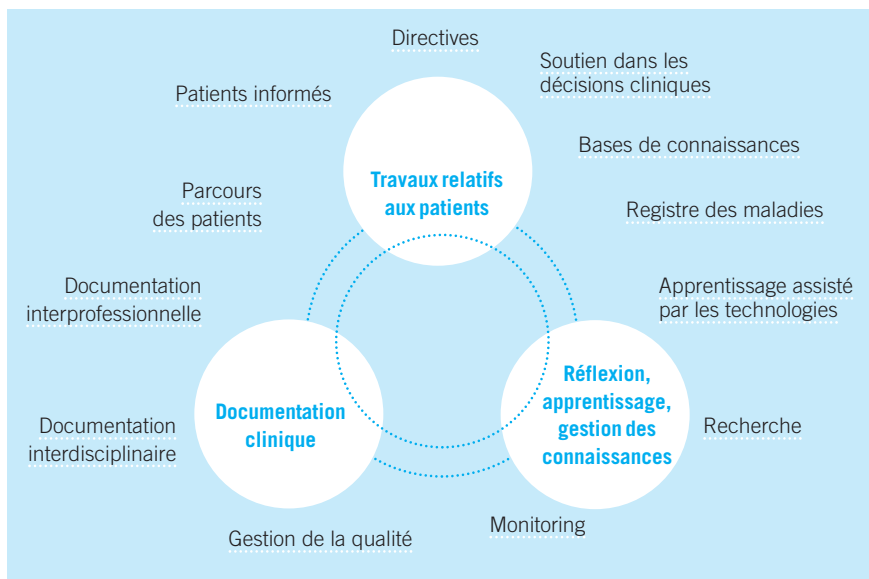 Directives
Soutien dans les
décisions cliniques
Patients informés
Bases de connaissances
Travaux relatifs
aux patients
Parcours
des patients
Registre des maladies
Documentation
interprofessionnelle
Apprentissage assisté
par les technologies
Réflexion,
apprentissage,
gestion des
connaissances
Documentation
clinique
Documentation
interdisciplinaire
Recherche
Gestion de la qualité
Monitoring